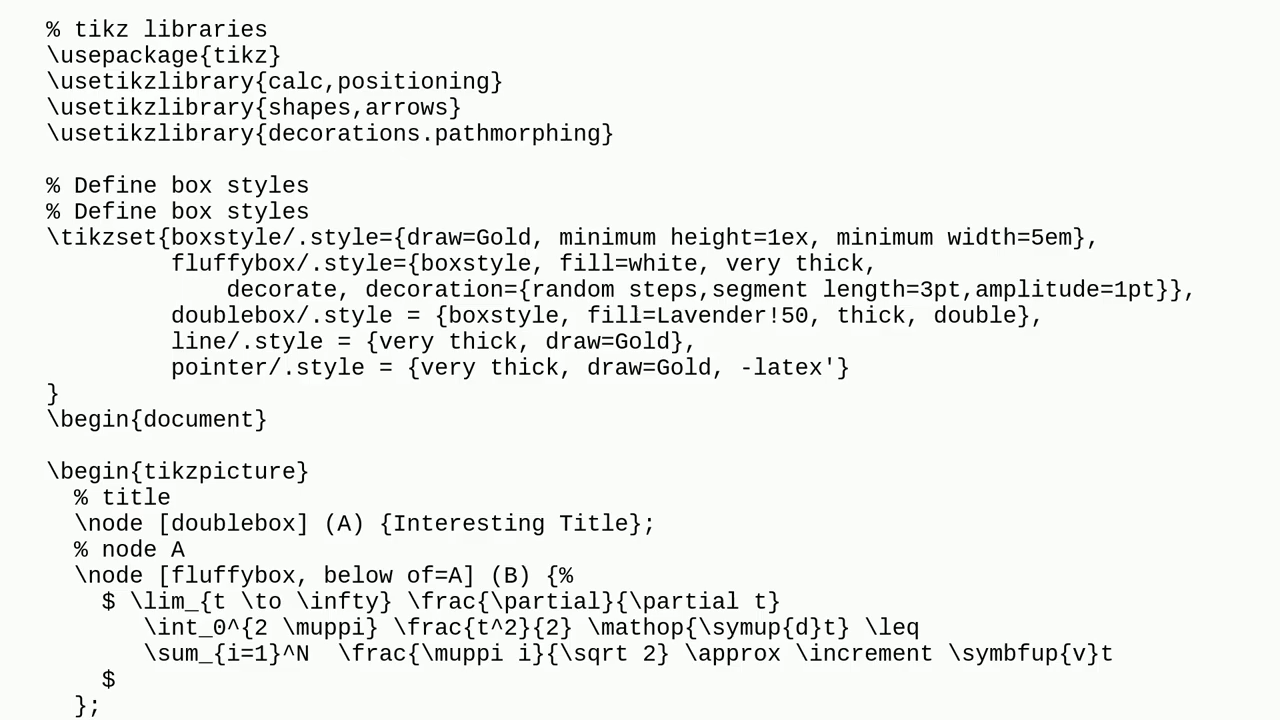 % tikz libraries
\usepackage{tikz}
\usetikzlibrary{calc,positioning}
\usetikzlibrary{shapes,arrows}
\usetikzlibrary{decorations.pathmorphing}

% Define box styles
% Define box styles
\tikzset{boxstyle/.style={draw=Gold, minimum height=1ex, minimum width=5em},
         fluffybox/.style={boxstyle, fill=white, very thick,
             decorate, decoration={random steps,segment length=3pt,amplitude=1pt}},
         doublebox/.style = {boxstyle, fill=Lavender!50, thick, double},
         line/.style = {very thick, draw=Gold},
         pointer/.style = {very thick, draw=Gold, -latex'}
}
\begin{document}

\begin{tikzpicture}
  % title
  \node [doublebox] (A) {Interesting Title};
  % node A
  \node [fluffybox, below of=A] (B) {%
    $ \lim_{t \to \infty} \frac{\partial}{\partial t}
       \int_0^{2 \muppi} \frac{t^2}{2} \mathop{\symup{d}t} \leq
       \sum_{i=1}^N  \frac{\muppi i}{\sqrt 2} \approx \increment \symbfup{v}t
    $
  };